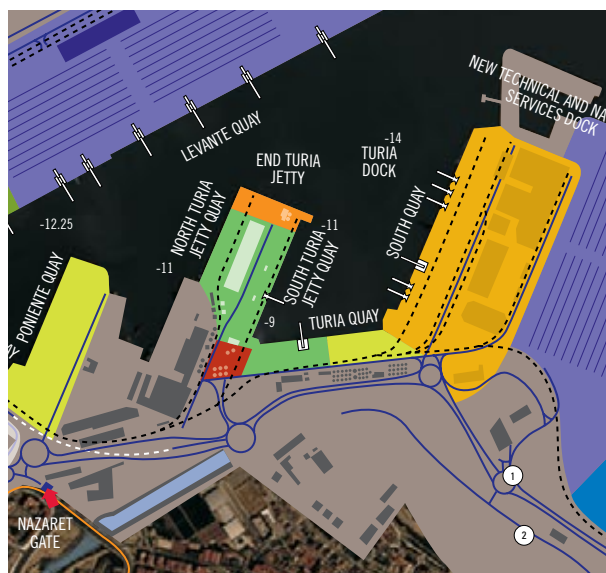 NEW TECHNICAL AND NA
SERVICES DOCK
LEVANTE QUAY
-14
TURIA
DOCK
END TURIA
JETTY
NORTH TURIA
JETTY QUAY
-12.25
-11
SOUTH TURIA
JETTY QUAY
-11
SOUTH QUAY
PONIENTE QUAY
AY
-9
TURIA QUAY
1
2
NAZARET
GATE